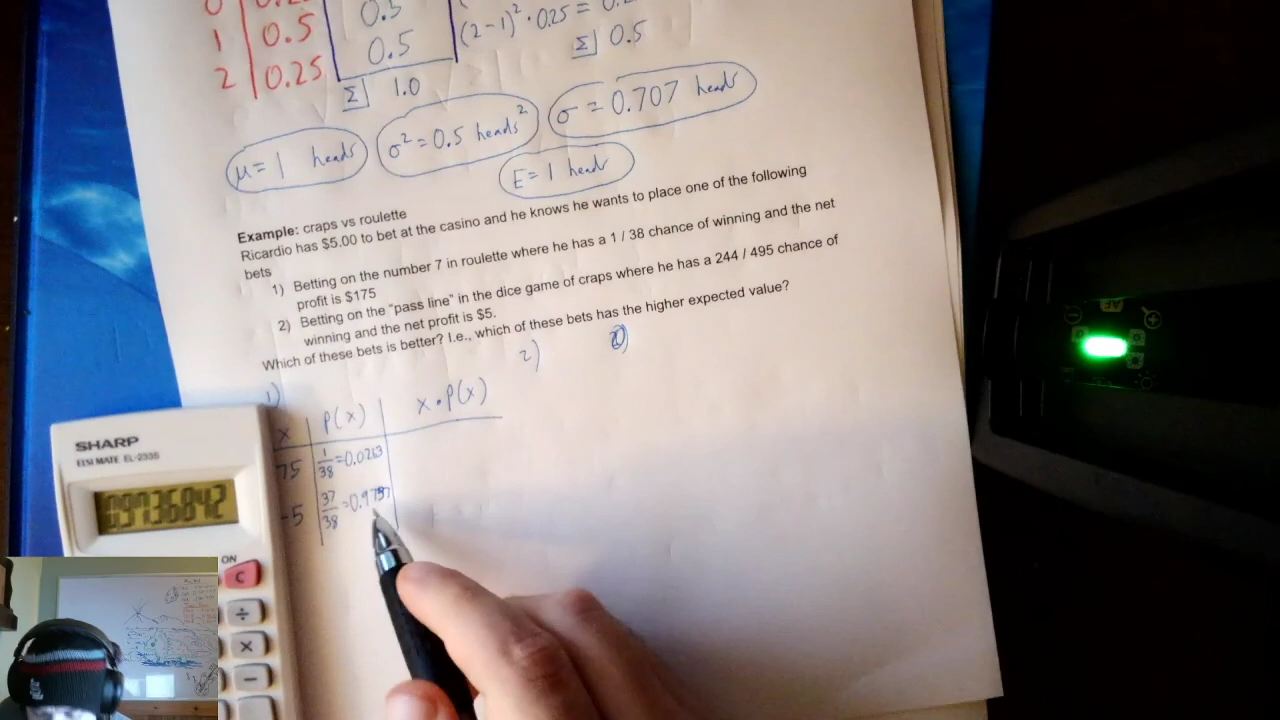 1 | 0.5 | 0.5 (2-1)² · 0.25 =
2 | 0.25 | 0.5 Σ| 0.5
Σ| 1.0
μ = 1 heads σ² = 0.5 heads² σ = 0.707 heads
E = 1 heads
Example: craps vs roulette
Ricardio has $5.00 to bet at the casino and he knows he wants to place one of the following
bets
1) Betting on the number 7 in roulette where he has a 1 / 38 chance of winning and the net
profit is $175
2) Betting on the "pass line" in the dice game of craps where he has a 244 / 495 chance of
winning and the net profit is $5.
Which of these bets is better? I.e., which of these bets has the higher expected value?
1) 2)
x | P(x) | x • P(x)
75 | 1/38 = 0.0263
-5 | 37/38 = 0.9737
SHARP
ELSI MATE EL-2335
0.9736842
ON
C
÷
×
−
AF